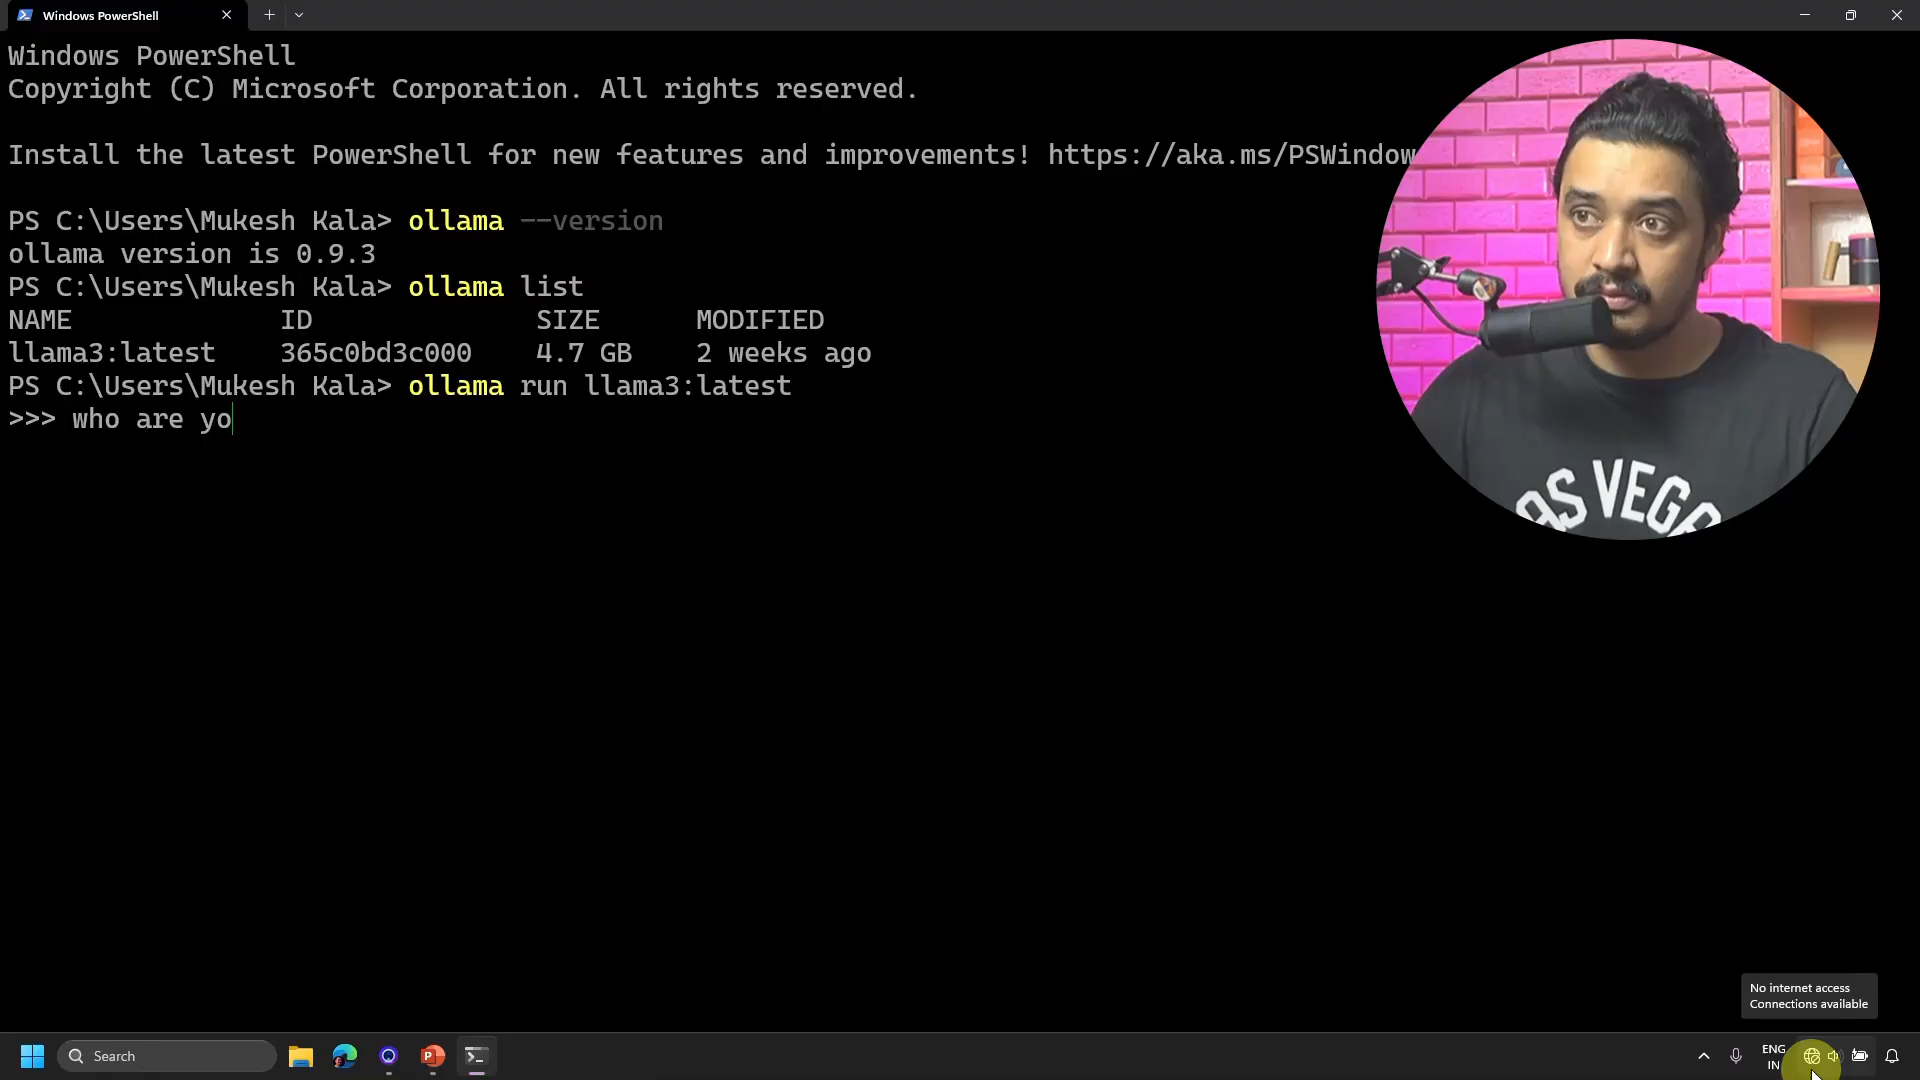 Windows PowerShell
Windows PowerShell
Copyright (C) Microsoft Corporation. All rights reserved.
Install the latest PowerShell for new features and improvements! https://aka.ms/PSWindow
PS C:\Users\Mukesh Kala> ollama --version
ollama version is 0.9.3
PS C:\Users\Mukesh Kala> ollama list
NAME ID SIZE MODIFIED
llama3:latest 365c0bd3c000 4.7 GB 2 weeks ago
PS C:\Users\Mukesh Kala> ollama run llama3:latest
>>> who are yo
AS VEGA
No internet access
Connections available
Search
ENG
IN